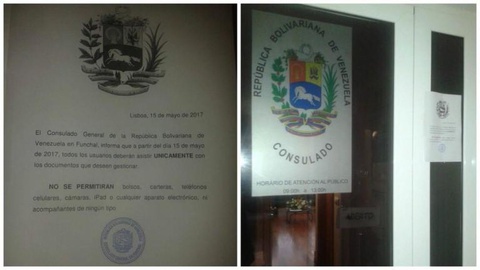 Lisboa, 15 de mayo de 2017
El Consulado General de la República Bolivariana de
Venezuela en Funchal, informa que a partir del día 15 de mayo
de 2017, todos los usuarios deberán asistir UNICAMENTE con
los documentos que deseen gestionar.
NO SE PERMITIRAN bolsos, carteras, teléfonos
celulares, cámaras, iPad o cualquier aparato electrónico, ni
acompañantes de ningún tipo.
REPÚBLICA BOLIVARIANA DE VENEZUELA
CONSULADO
HORARIO DE ATENCION AL PÚBLICO